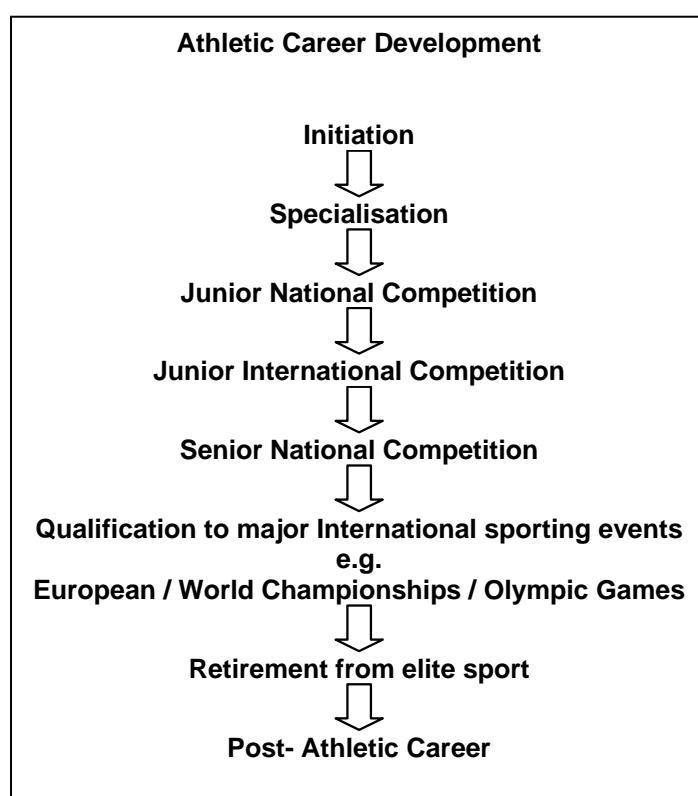 Athletic Career Development
Initiation
Specialisation
Junior National Competition
Junior International Competition
Senior National Competition
Qualification to major International sporting events
e.g.
European / World Championships / Olympic Games
Retirement from elite sport
Post- Athletic Career